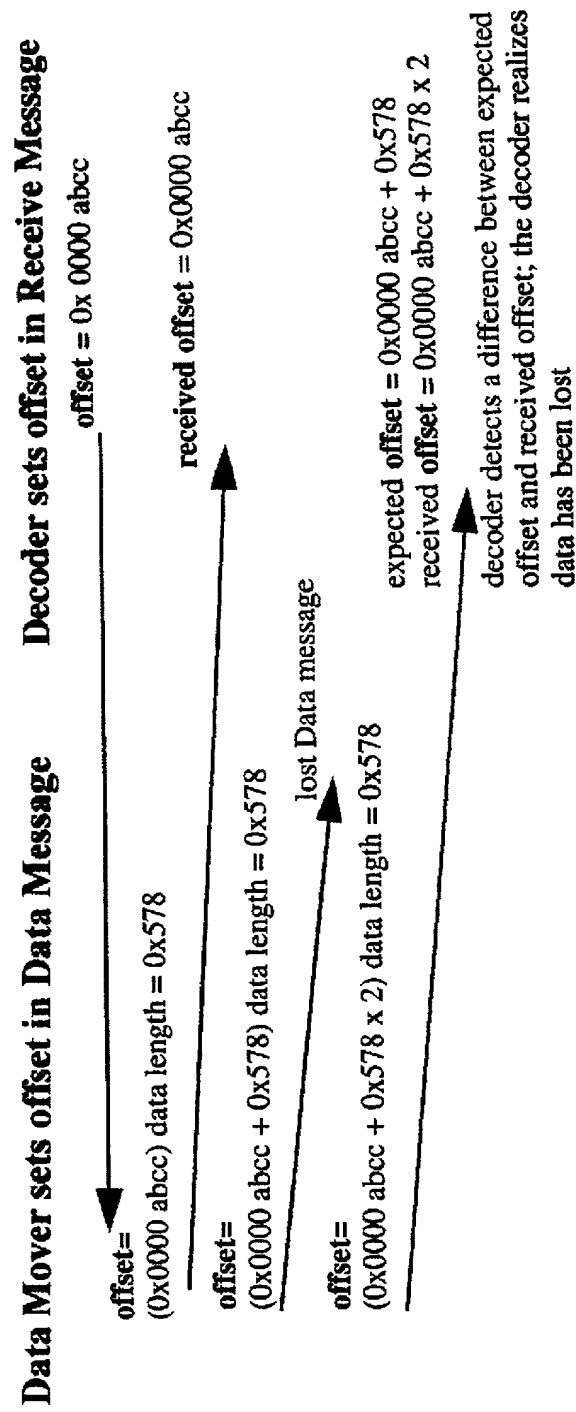 Data Mover sets offset in Data Message
Decoder sets offset in Receive Message
offset = 0x 0000 abcc
offset=
(0x0000 abcc) data length = 0x578
received offset = 0x0000 abcc
offset=
(0x0000 abcc + 0x578) data length = 0x578
lost Data message
offset=
(0x0000 abcc + 0x578 x 2) data length = 0x578
expected offset = 0x0000 abcc + 0x578
received offset = 0x0000 abcc + 0x578 x 2
decoder detects a difference between expected
offset and received offset; the decoder realizes
data has been lost